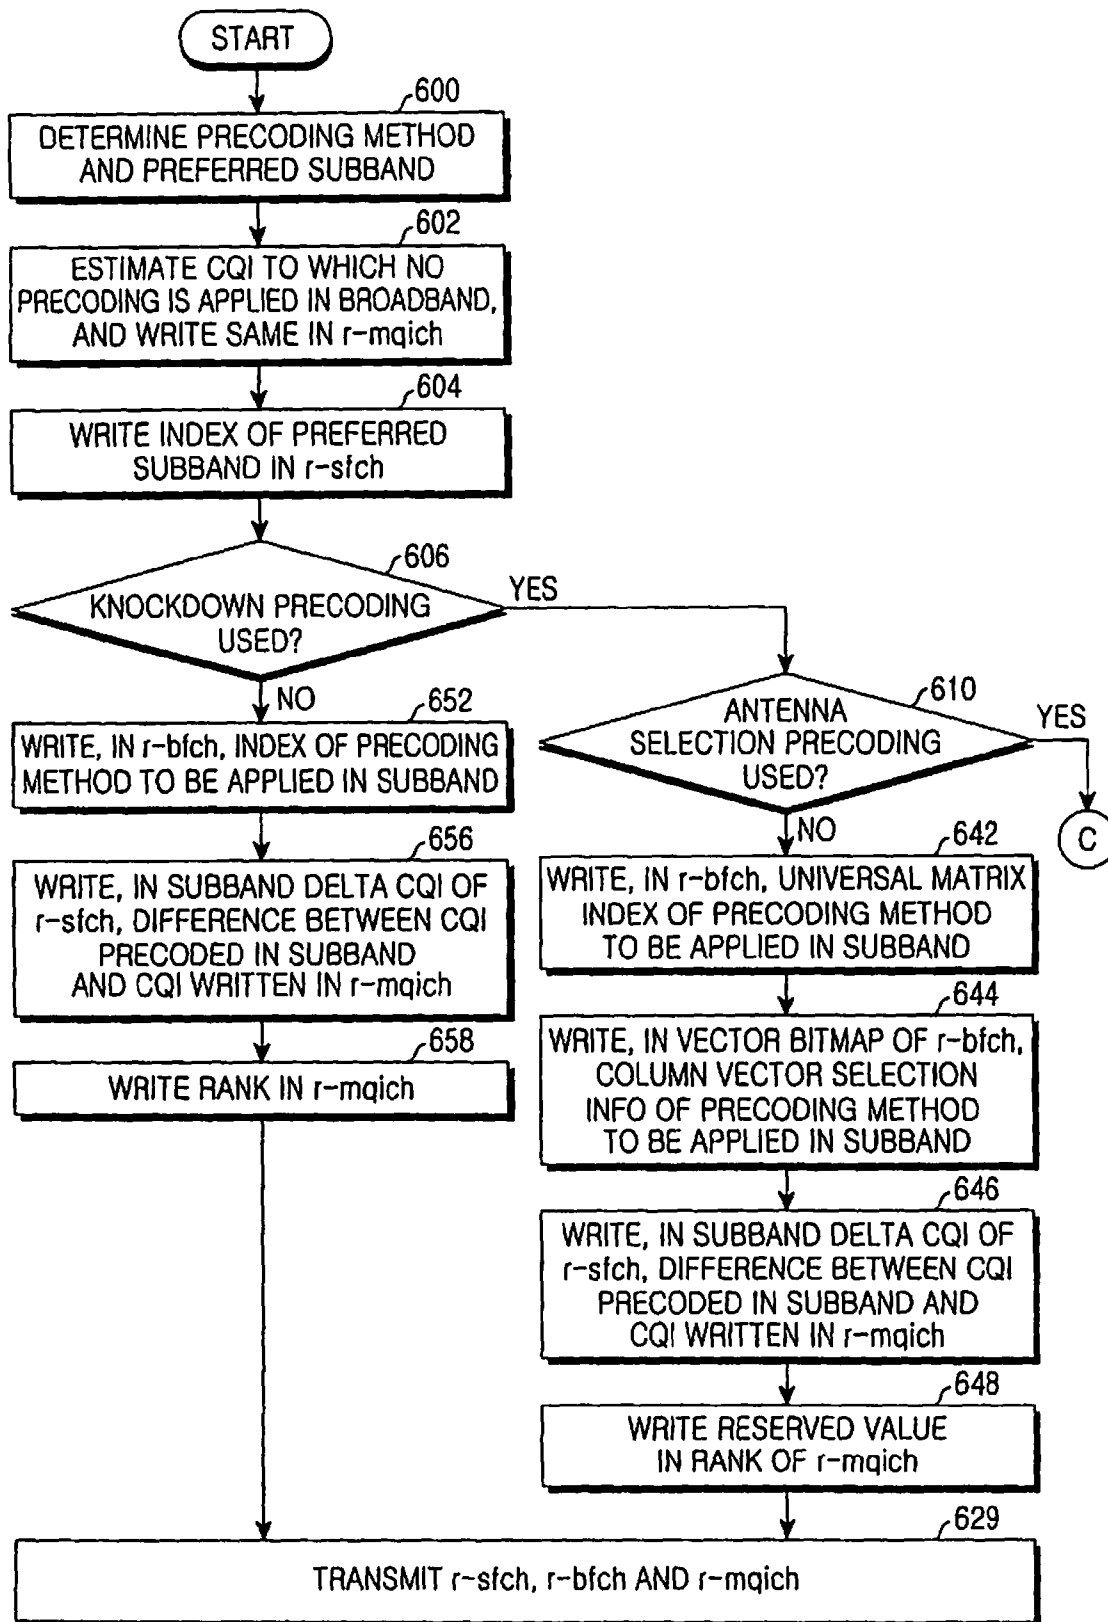 START
600
DETERMINE PRECODING METHOD
AND PREFERRED SUBBAND
602
ESTIMATE CQI TO WHICH NO
PRECODING IS APPLIED IN BROADBAND,
AND WRITE SAME IN r-mqich
604
WRITE INDEX OF PREFERRED
SUBBAND IN r-sfch
606
KNOCKDOWN PRECODING
USED?
YES
NO
610
ANTENNA
SELECTION PRECODING
USED?
YES
C
NO
652
WRITE, IN r-bfch, INDEX OF PRECODING
METHOD TO BE APPLIED IN SUBBAND
656
WRITE, IN SUBBAND DELTA CQI OF
r-sfch, DIFFERENCE BETWEEN CQI
PRECODED IN SUBBAND
AND CQI WRITTEN IN r-mqich
658
WRITE RANK IN r-mqich
642
WRITE, IN r-bfch, UNIVERSAL MATRIX
INDEX OF PRECODING METHOD
TO BE APPLIED IN SUBBAND
644
WRITE, IN VECTOR BITMAP OF r-bfch,
COLUMN VECTOR SELECTION
INFO OF PRECODING METHOD
TO BE APPLIED IN SUBBAND
646
WRITE, IN SUBBAND DELTA CQI OF
r-sfch, DIFFERENCE BETWEEN CQI
PRECODED IN SUBBAND AND
CQI WRITTEN IN r-mqich
648
WRITE RESERVED VALUE
IN RANK OF r-mqich
629
TRANSMIT r-sfch, r-bfch AND r-mqich